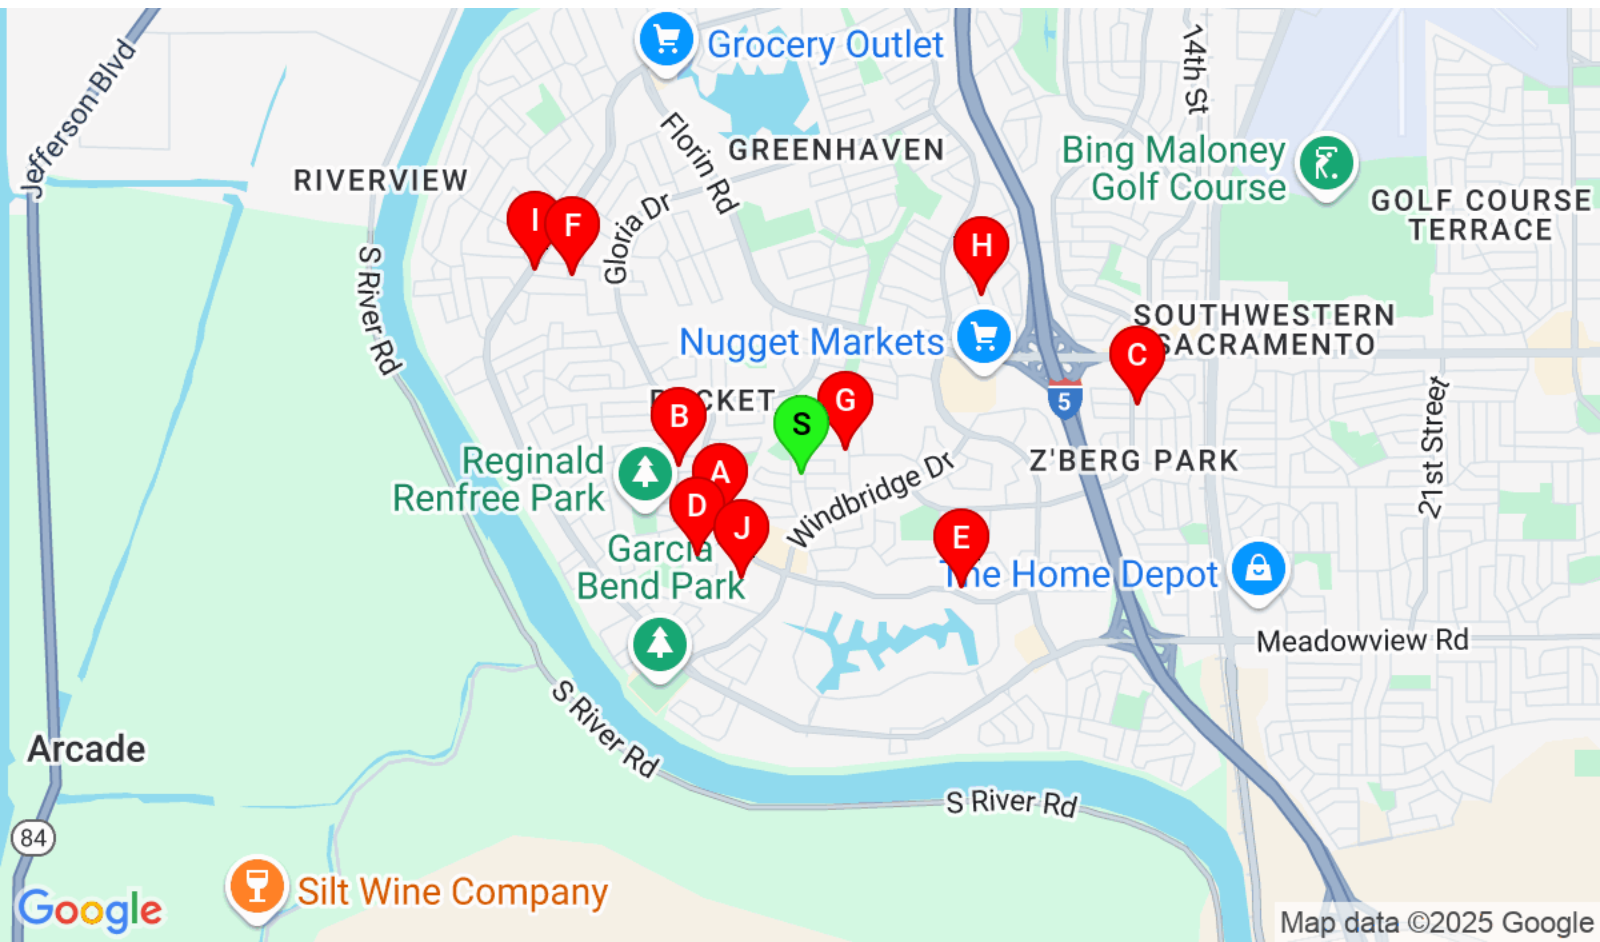 Jefferson Blvd
Grocery Outlet
14th St
Florin Rd
GREENHAVEN
Bing Maloney
Golf Course
RIVERVIEW
GOLF COURSE
TERRACE
I
F
Gloria Dr
H
S River Rd
SOUTHWESTERN
SACRAMENTO
Nugget Markets
C
5
B
G
S
21st Street
Reginald
Renfree Park
A
Windbridge Dr
Z'BERG PARK
D
J
E
Garcia
Bend Park
The Home Depot
Meadowview Rd
S River Rd
Arcade
S River Rd
84
Silt Wine Company
Google
Map data ©2025 Google